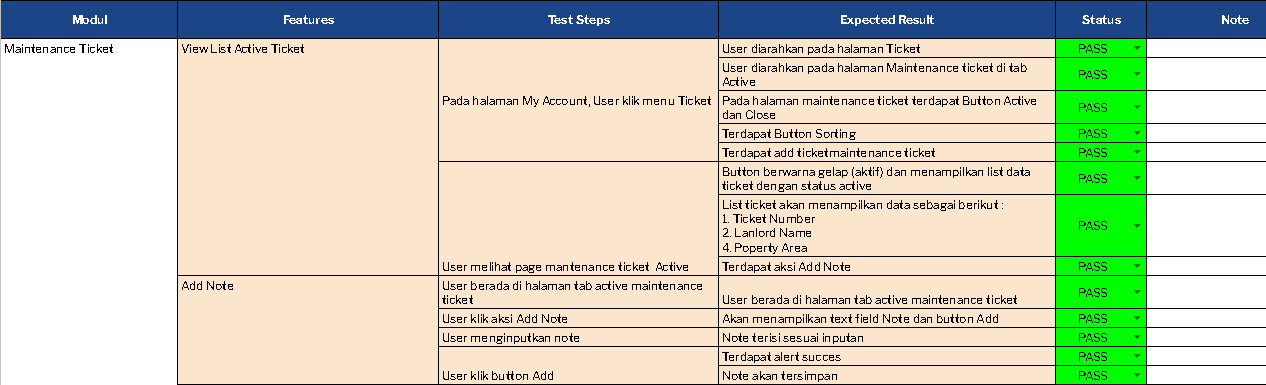 Modul Features Test Steps Expected Result Status Note
Maintenance Ticket View List Active Ticket User diarahkan pada halaman Ticket PASS
User diarahkan pada halaman Maintenance ticket di tab
Active PASS
Pada halaman My Account, User klik menu Ticket Pada halaman maintenance ticket terdapat Button Active
dan Close PASS
Terdapat Button Sorting PASS
Terdapat add ticketmaintenance ticket PASS
Button berwarna gelap (aktif) dan menampilkan list data
ticket dengan status active PASS
List ticket akan menampilkan data sebagai berikut :
1. Ticket Number
2. Lanlord Name
4. Poperty Area PASS
User melihat page mantenance ticket Active Terdapat aksi Add Note PASS
Add Note User berada di halaman tab active maintenance
ticket User berada di halaman tab active maintenance ticket PASS
User klik aksi Add Note Akan menampilkan text field Note dan button Add PASS
User menginputkan note Note terisi sesuai inputan PASS
Terdapat alert succes PASS
User klik button Add Note akan tersimpan PASS